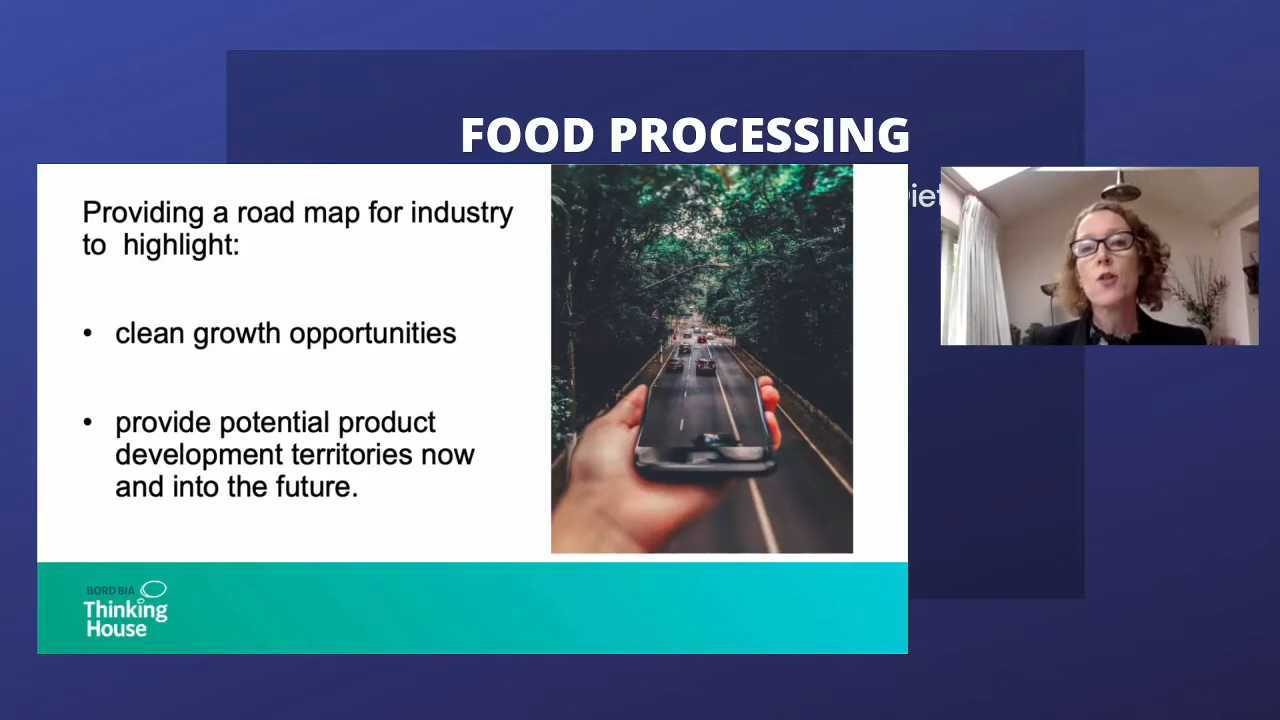 FOOD PROCESSING
Providing a road map for industry
to  highlight:
• clean growth opportunities
• provide potential product
development territories now
and into the future.
BORD BIA
Thinking
House